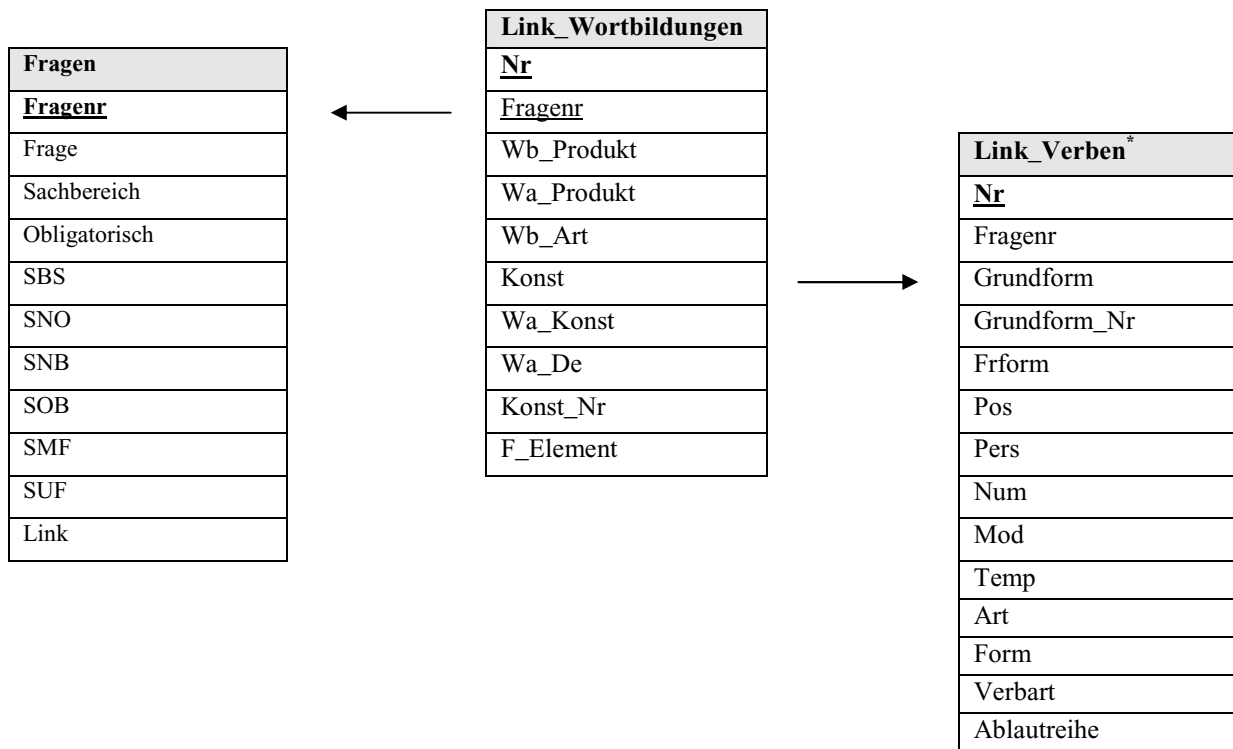 Fragen
Fragenr
Frage
Sachbereich
Obligatorisch
SBS
SNO
SNB
SOB
SMF
SUF
Link
Link_Wortbildungen
Nr
Fragenr
Wb_Produkt
Wa_Produkt
Wb_Art
Konst
Wa_Konst
Wa_De
Konst_Nr
F_Element
Link_Verben*
Nr
Fragenr
Grundform
Grundform_Nr
Frform
Pos
Pers
Num
Mod
Temp
Art
Form
Verbart
Ablautreihe